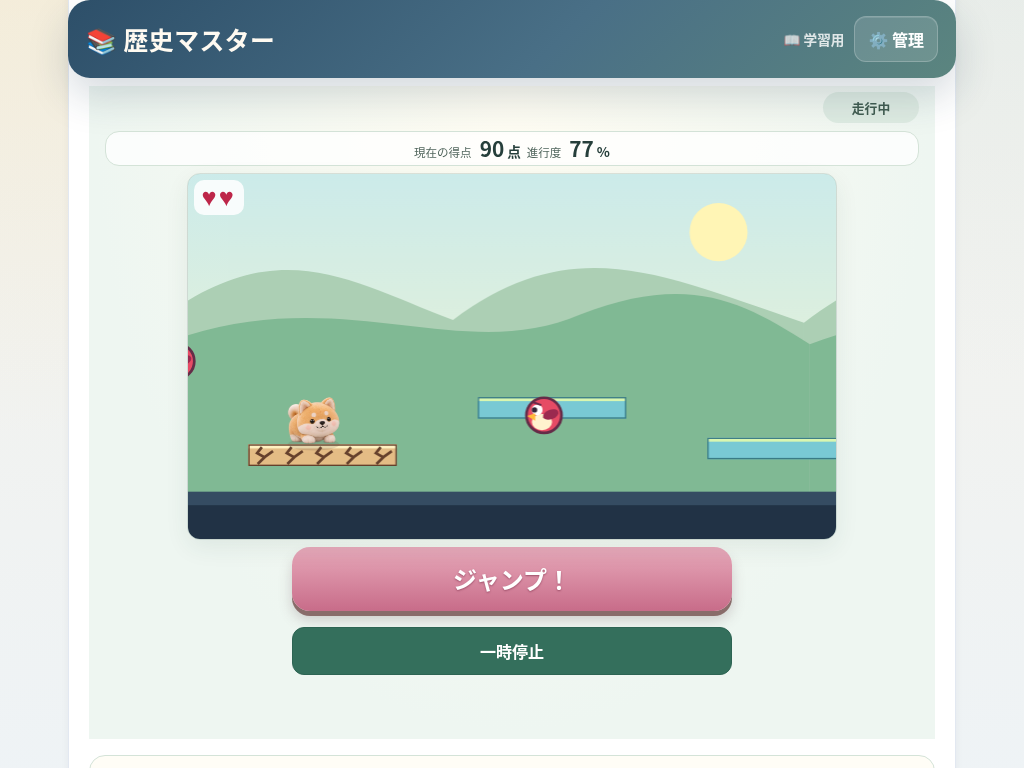 📚 歴史マスター
📖 学習用
⚙️ 管理
走行中
現在の得点 90 点 進行度 77 %
♥♥
ジャンプ！
一時停止